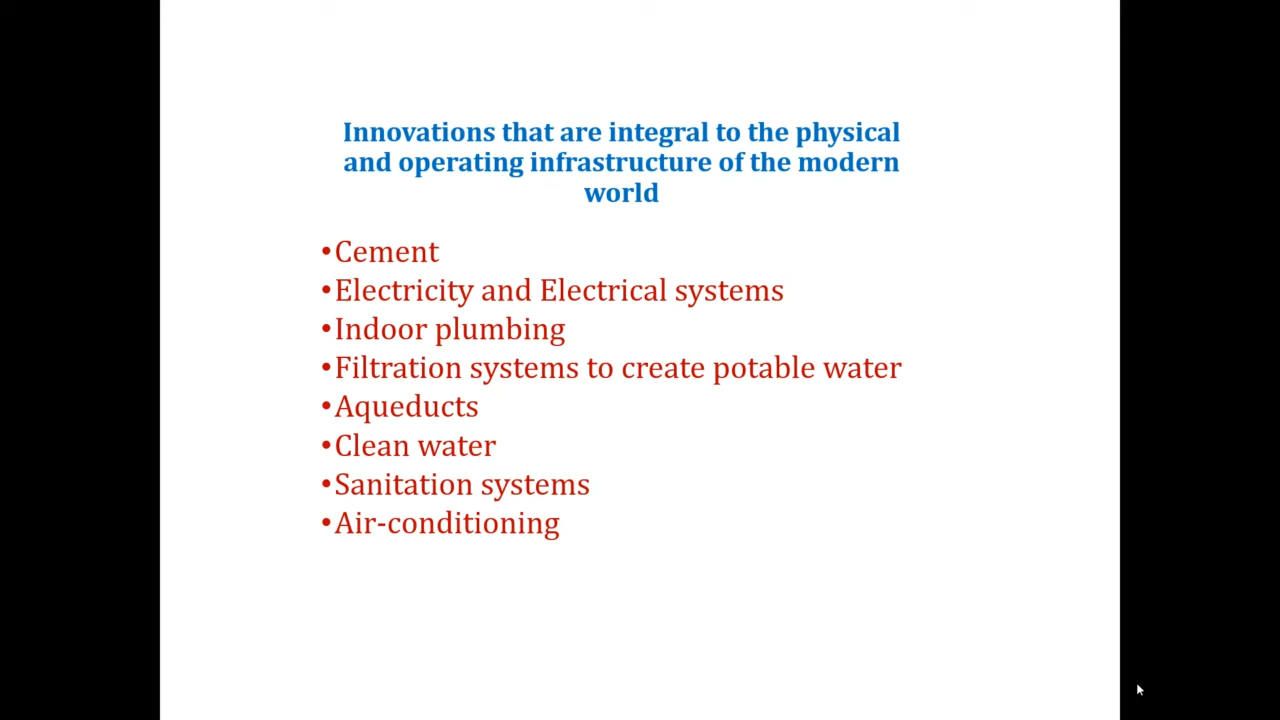 Innovations that are integral to the physical
and operating infrastructure of the modern
world
•Cement
•Electricity and Electrical systems
•Indoor plumbing
•Filtration systems to create potable water
•Aqueducts
•Clean water
•Sanitation systems
•Air-conditioning